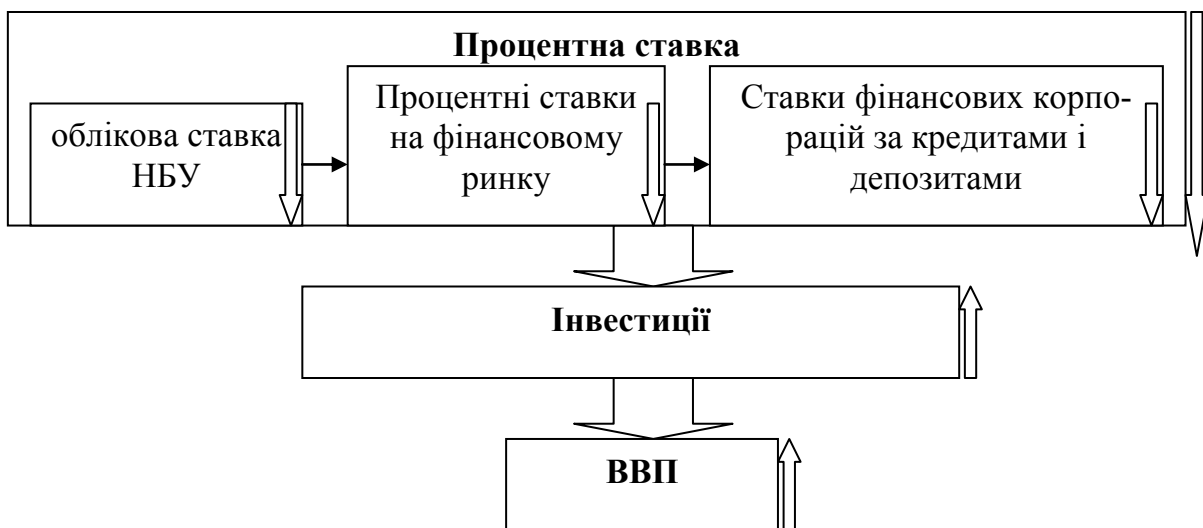 Процентна ставка
облікова ставка
НБУ
Процентні ставки
на фінансовому
ринку
Ставки фінансових корпо-
рацій за кредитами і
депозитами
Інвестиції
ВВП